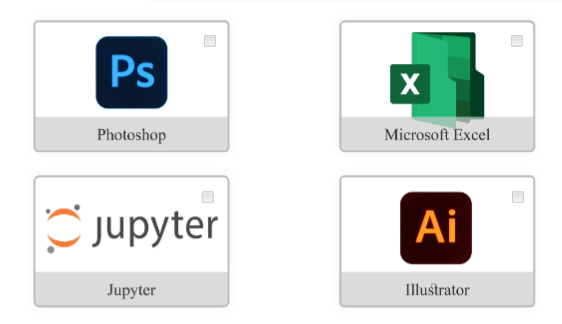 Ps
X
Photoshop
Microsoft Excel
jupyter
Ai
Jupyter
Illustrator